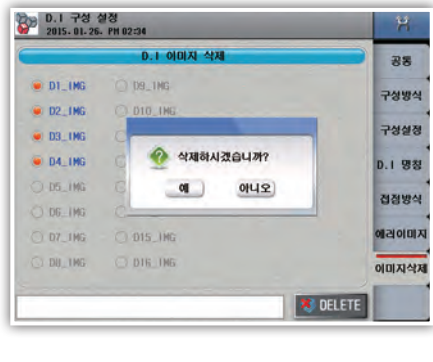 D.I 구성 설정
2015. 01. 26. PM 02:34
D.I 이미지 삭제
D1_IMG
D9_IMG
D2_IMG
D10_IMG
D3_IMG
D4_IMG
D5_IMG
D6_IMG
D7_IMG
D15_IMG
D8_IMG
D16_IMG
삭제하시겠습니까?
예
아니오
DELETE
공통
구성방식
구성설정
D.I 명칭
접점방식
에러이미지
이미지삭제